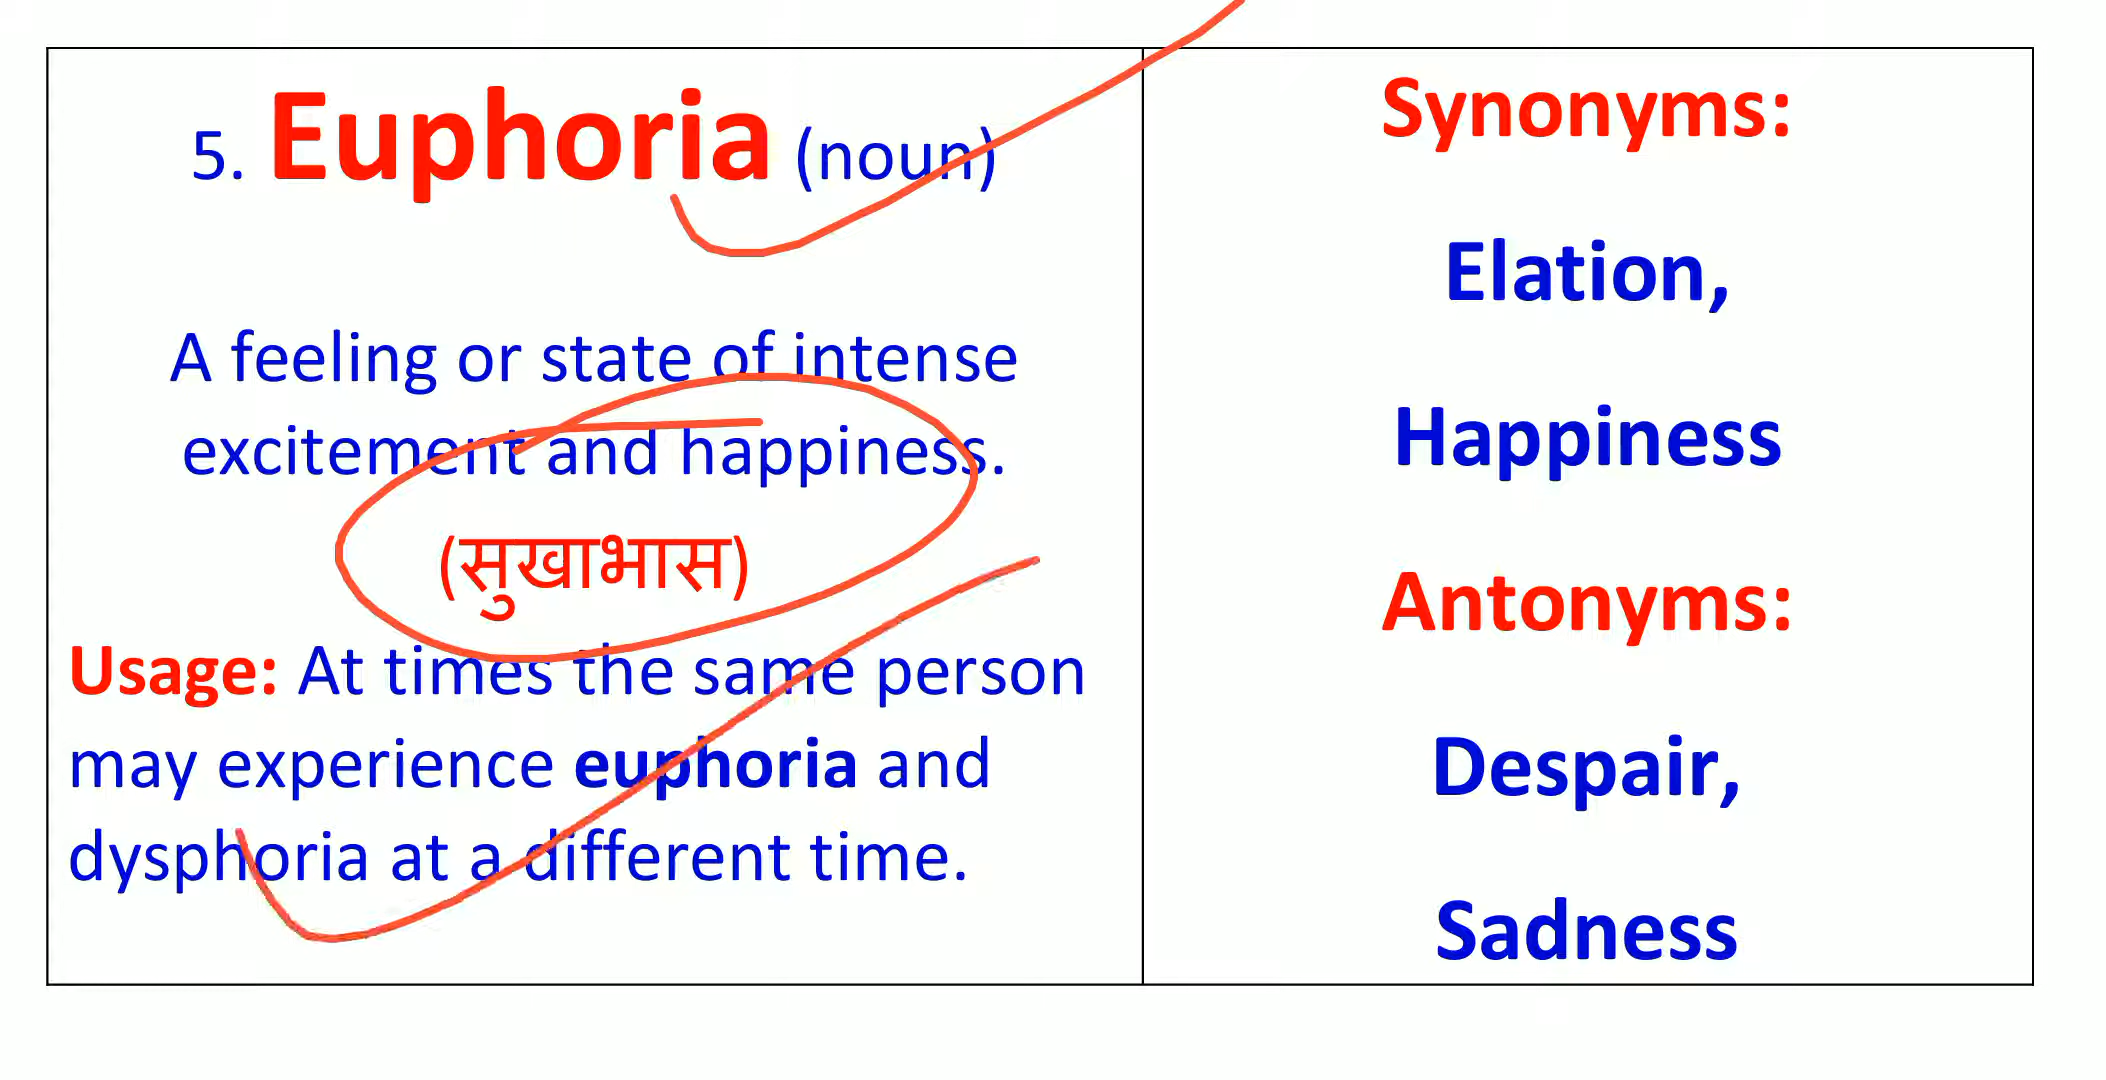 5. Euphoria (noun)
A feeling or state of intense
excitement and happiness.
(सुखाभास)
Usage: At times the same person
may experience euphoria and
dysphoria at a different time.
Synonyms:
Elation,
Happiness
Antonyms:
Despair,
Sadness